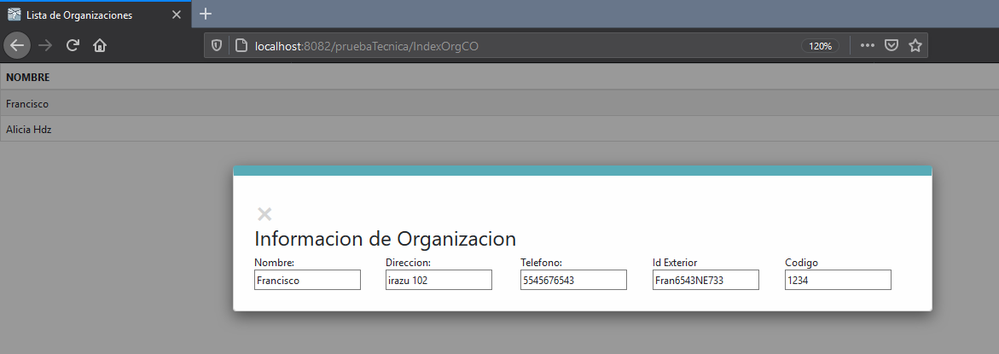 Lista de Organizaciones
localhost:8082/pruebaTecnica/IndexOrgCO 120%
NOMBRE
Francisco
Alicia Hdz
Informacion de Organizacion
Nombre: Direccion: Telefono: Id Exterior Codigo
Francisco irazu 102 5545676543 Fran6543NE733 1234